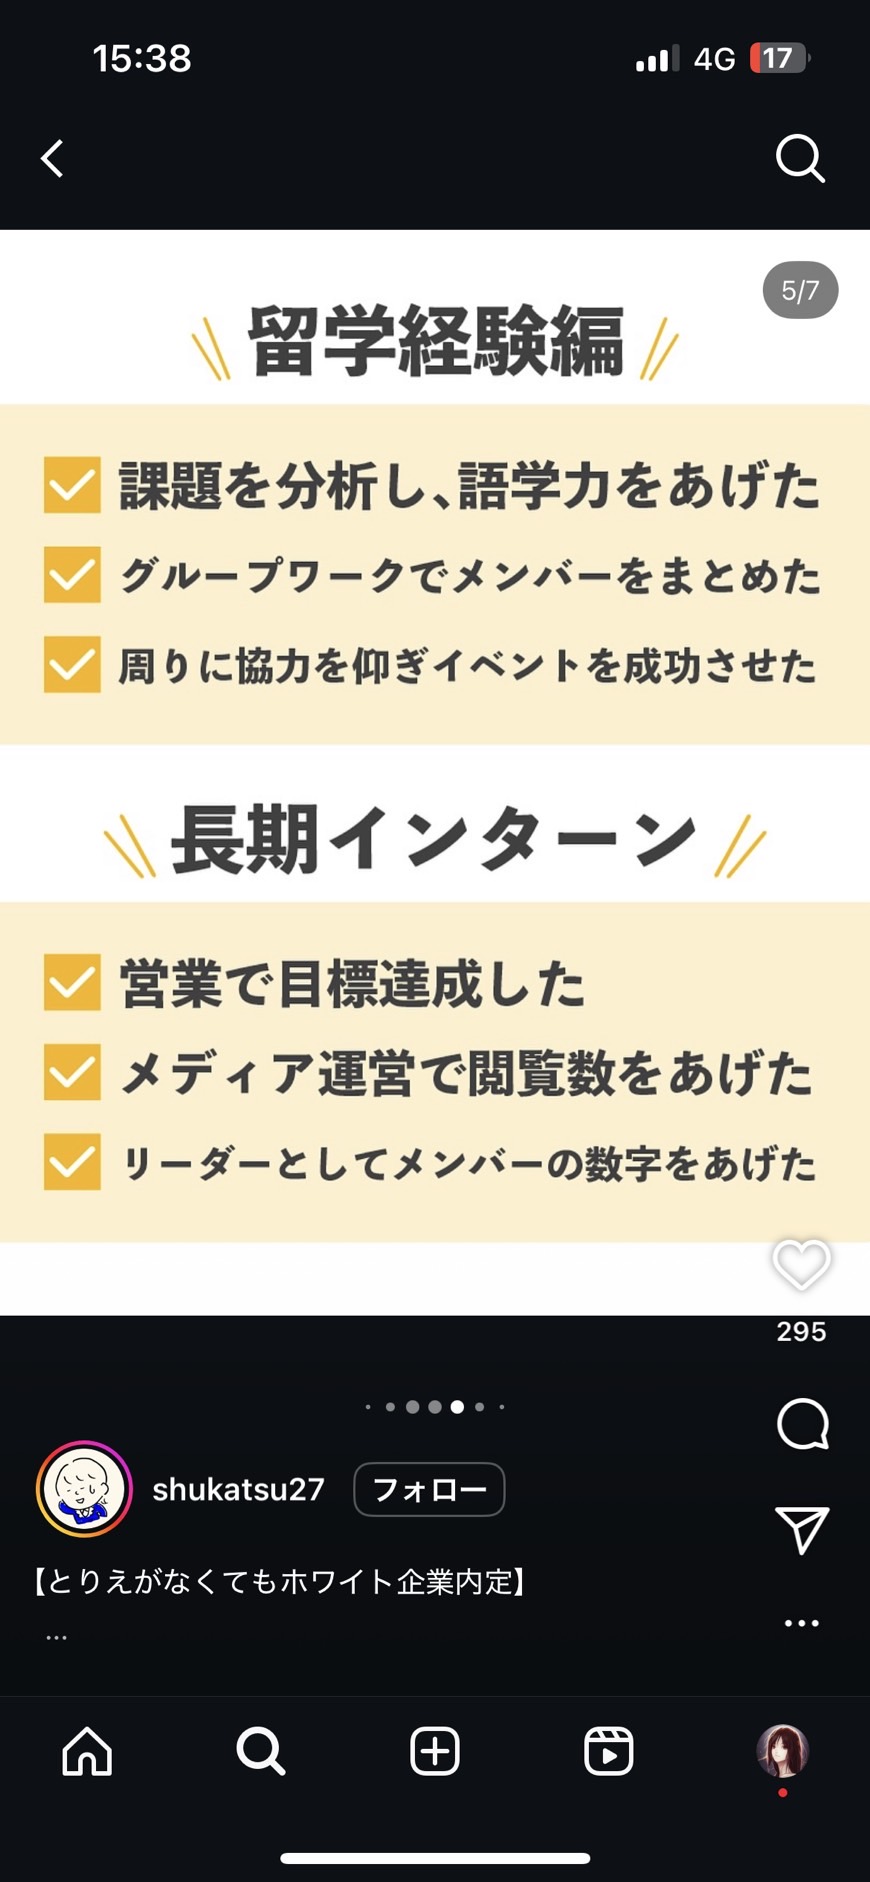 15:38
4G
17
5/7
留学経験編
課題を分析し、語学力をあげた
グループワークでメンバーをまとめた
周りに協力を仰ぎイベントを成功させた
長期インターン
営業で目標達成した
メディア運営で閲覧数をあげた
リーダーとしてメンバーの数字をあげた
295
shukatsu27
フォロー
【とりえがなくてもホワイト企業内定】
...